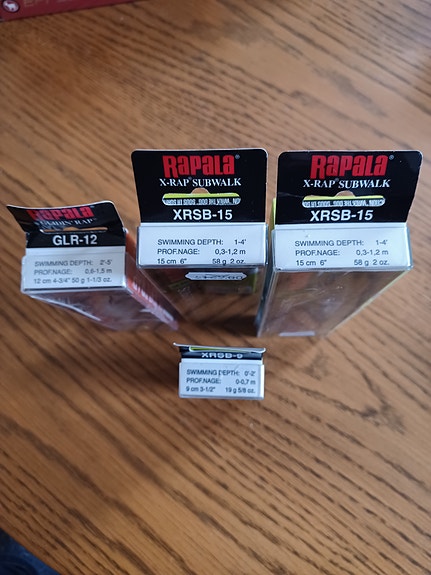 Rapala
GLIDIN' RAP
GLR-12
SWIMMING DEPTH: 2'-5'
PROF.NAGE: 0,6-1,5 m
12 cm 4-3/4" 50 g 1-1/3 oz.
Rapala®
X-RAP® SUBWALK
XRSB-15
SWIMMING DEPTH: 1-4'
PROF.NAGE: 0,3-1,2 m
15 cm 6" 58 g 2 oz.
Rapala®
X-RAP® SUBWALK
XRSB-15
SWIMMING DEPTH: 1-4'
PROF.NAGE: 0,3-1,2 m
15 cm 6" 58 g 2 oz.
XRSB-9
SWIMMING DEPTH: 0'-2'
PROF.NAGE: 0-0,7 m
9 cm 3-1/2" 19 g 5/8 oz.